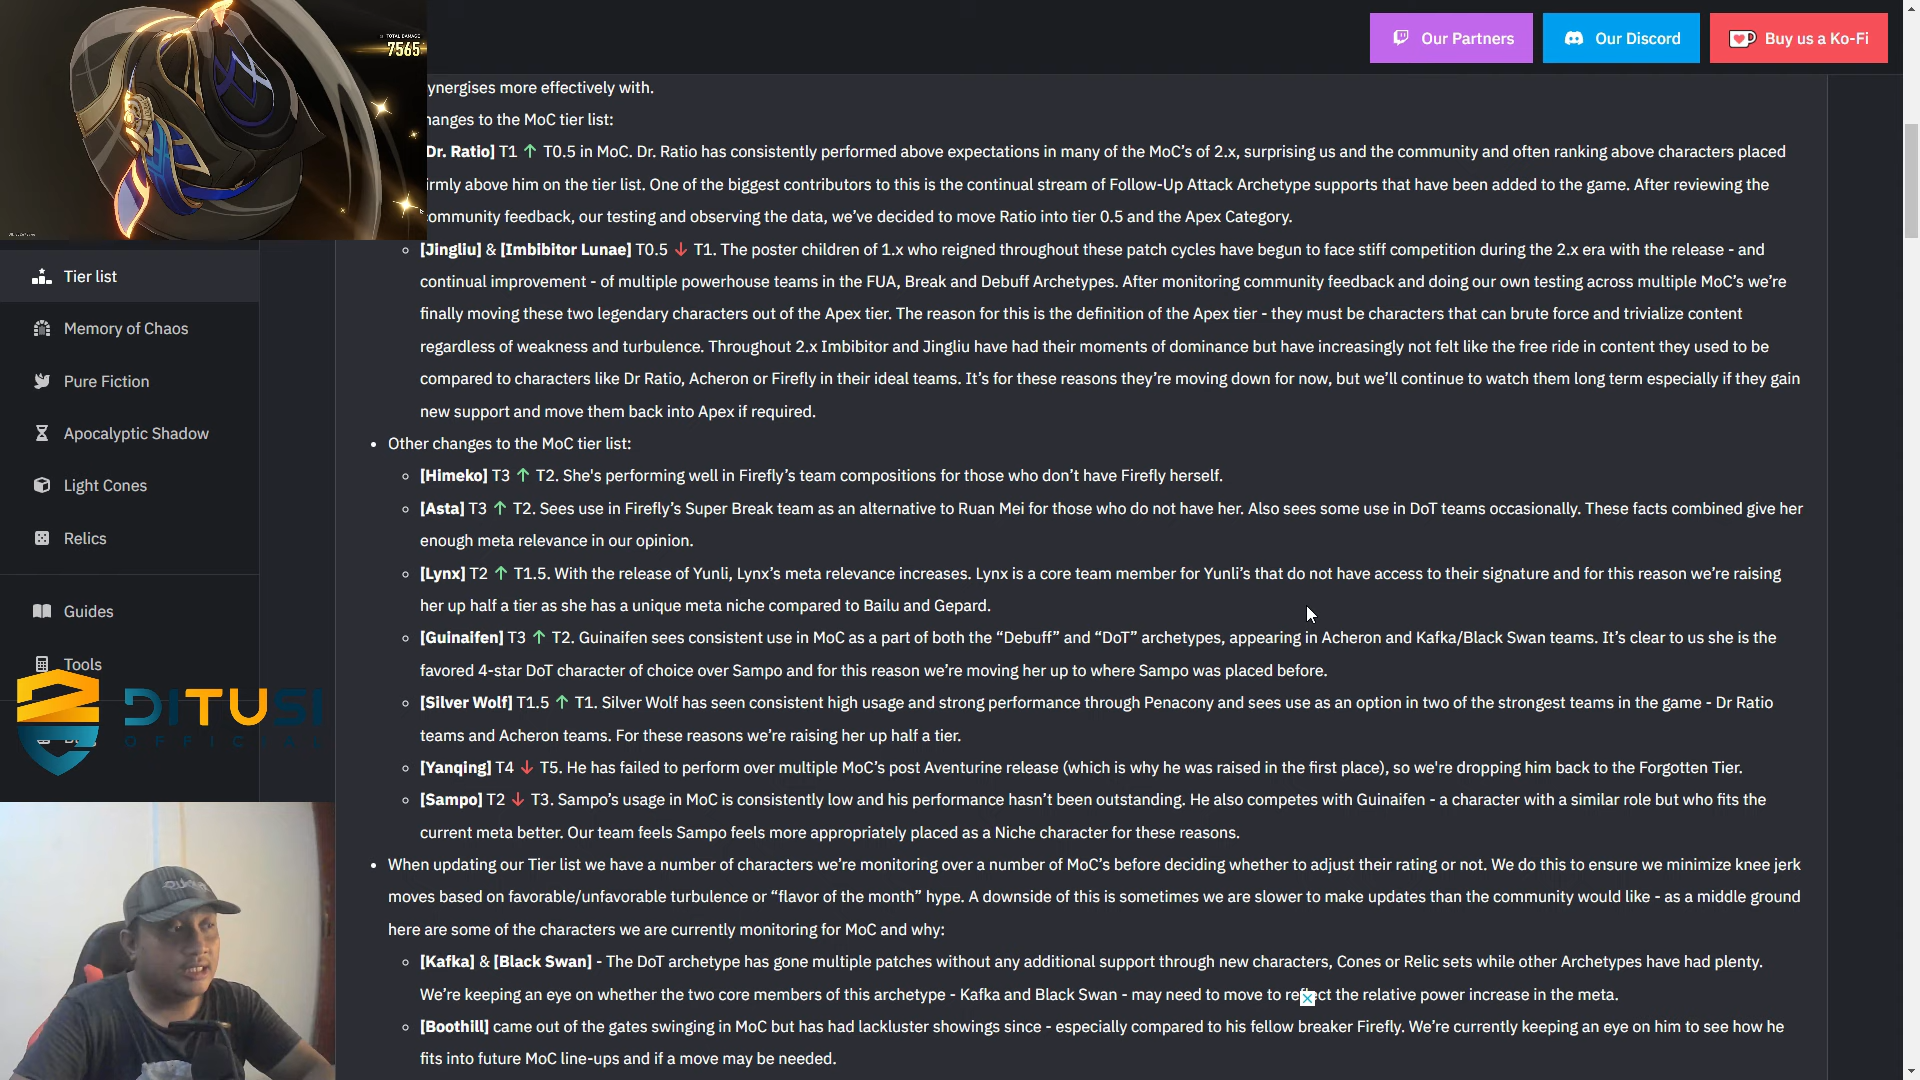 TOTAL DAMAGE
7565
Our Partners
Our Discord
Buy us a Ko-Fi
ynergises more effectively with.
hanges to the MoC tier list:
Dr. Ratio] T1 ↑ T0.5 in MoC. Dr. Ratio has consistently performed above expectations in many of the MoC's of 2.x, surprising us and the community and often ranking above characters placed
irmly above him on the tier list. One of the biggest contributors to this is the continual stream of Follow-Up Attack Archetype supports that have been added to the game. After reviewing the
ommunity feedback, our testing and observing the data, we've decided to move Ratio into tier 0.5 and the Apex Category.
[Jingliu] & [Imbibitor Lunae] T0.5 ↓ T1. The poster children of 1.x who reigned throughout these patch cycles have begun to face stiff competition during the 2.x era with the release - and
continual improvement - of multiple powerhouse teams in the FUA, Break and Debuff Archetypes. After monitoring community feedback and doing our own testing across multiple MoC's we're
finally moving these two legendary characters out of the Apex tier. The reason for this is the definition of the Apex tier - they must be characters that can brute force and trivialize content
regardless of weakness and turbulence. Throughout 2.x Imbibitor and Jingliu have had their moments of dominance but have increasingly not felt like the free ride in content they used to be
compared to characters like Dr Ratio, Acheron or Firefly in their ideal teams. It's for these reasons they're moving down for now, but we'll continue to watch them long term especially if they gain
new support and move them back into Apex if required.
Other changes to the MoC tier list:
[Himeko] T3 ↑ T2. She's performing well in Firefly's team compositions for those who don't have Firefly herself.
[Asta] T3 ↑ T2. Sees use in Firefly's Super Break team as an alternative to Ruan Mei for those who do not have her. Also sees some use in DoT teams occasionally. These facts combined give her
enough meta relevance in our opinion.
[Lynx] T2 ↑ T1.5. With the release of Yunli, Lynx's meta relevance increases. Lynx is a core team member for Yunli's that do not have access to their signature and for this reason we're raising
her up half a tier as she has a unique meta niche compared to Bailu and Gepard.
[Guinaifen] T3 ↑ T2. Guinaifen sees consistent use in MoC as a part of both the "Debuff" and "DoT" archetypes, appearing in Acheron and Kafka/Black Swan teams. It's clear to us she is the
favored 4-star DoT character of choice over Sampo and for this reason we're moving her up to where Sampo was placed before.
[Silver Wolf] T1.5 ↑ T1. Silver Wolf has seen consistent high usage and strong performance through Penacony and sees use as an option in two of the strongest teams in the game - Dr Ratio
teams and Acheron teams. For these reasons we're raising her up half a tier.
[Yanqing] T4 ↓ T5. He has failed to perform over multiple MoC's post Aventurine release (which is why he was raised in the first place), so we're dropping him back to the Forgotten Tier.
[Sampo] T2 ↓ T3. Sampo's usage in MoC is consistently low and his performance hasn't been outstanding. He also competes with Guinaifen - a character with a similar role but who fits the
current meta better. Our team feels Sampo feels more appropriately placed as a Niche character for these reasons.
When updating our Tier list we have a number of characters we're monitoring over a number of MoC's before deciding whether to adjust their rating or not. We do this to ensure we minimize knee jerk
moves based on favorable/unfavorable turbulence or "flavor of the month" hype. A downside of this is sometimes we are slower to make updates than the community would like - as a middle ground
here are some of the characters we are currently monitoring for MoC and why:
[Kafka] & [Black Swan] - The DoT archetype has gone multiple patches without any additional support through new characters, Cones or Relic sets while other Archetypes have had plenty.
We're keeping an eye on whether the two core members of this archetype - Kafka and Black Swan - may need to move to reflect the relative power increase in the meta.
[Boothill] came out of the gates swinging in MoC but has had lackluster showings since - especially compared to his fellow breaker Firefly. We're currently keeping an eye on him to see how he
fits into future MoC line-ups and if a move may be needed.
Tier list
Memory of Chaos
Pure Fiction
Apocalyptic Shadow
Light Cones
Relics
Guides
Tools
DITUSI
OFFICIAL